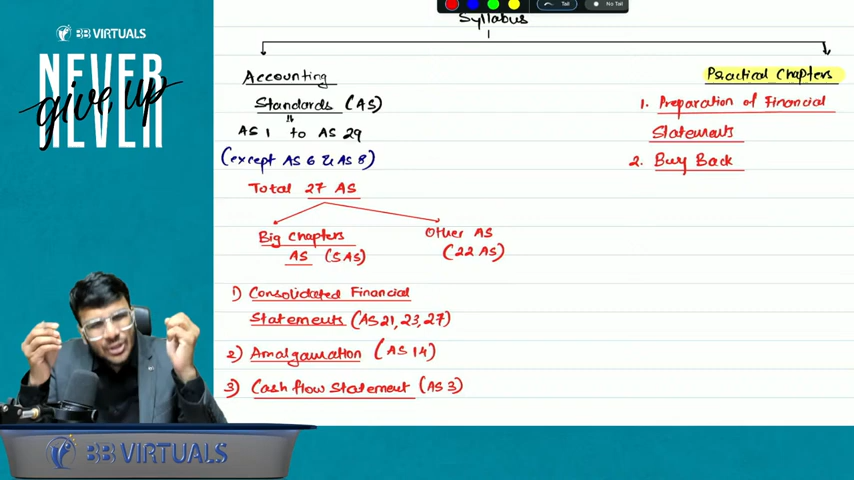 BB VIRTUALS
NEVER
give up
NEVER
Tail
No Tail
Syllabus
Accounting
Standards (AS)
AS 1 to AS 29
(except AS 6 & AS 8)
Total 27 AS
Big Chapters
AS (5 AS)
Other AS
(22 AS)
1) Consolidated Financial
Statements (AS 21, 23, 27)
2) Amalgamation (AS 14)
3) Cash flow Statement (AS 3)
Practical Chapters
1. Preparation of Financial
Statements
2. Buy Back
BB VIRTUALS